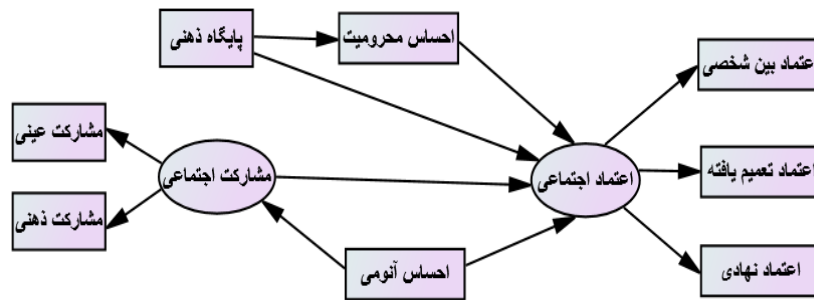 پایگاه ذهنی
احساس محرومیت
اعتماد بین شخصی
مشارکت عینی
مشارکت اجتماعی
اعتماد اجتماعی
اعتماد تعمیم یافته
مشارکت ذهنی
احساس آنومی
اعتماد نهادی